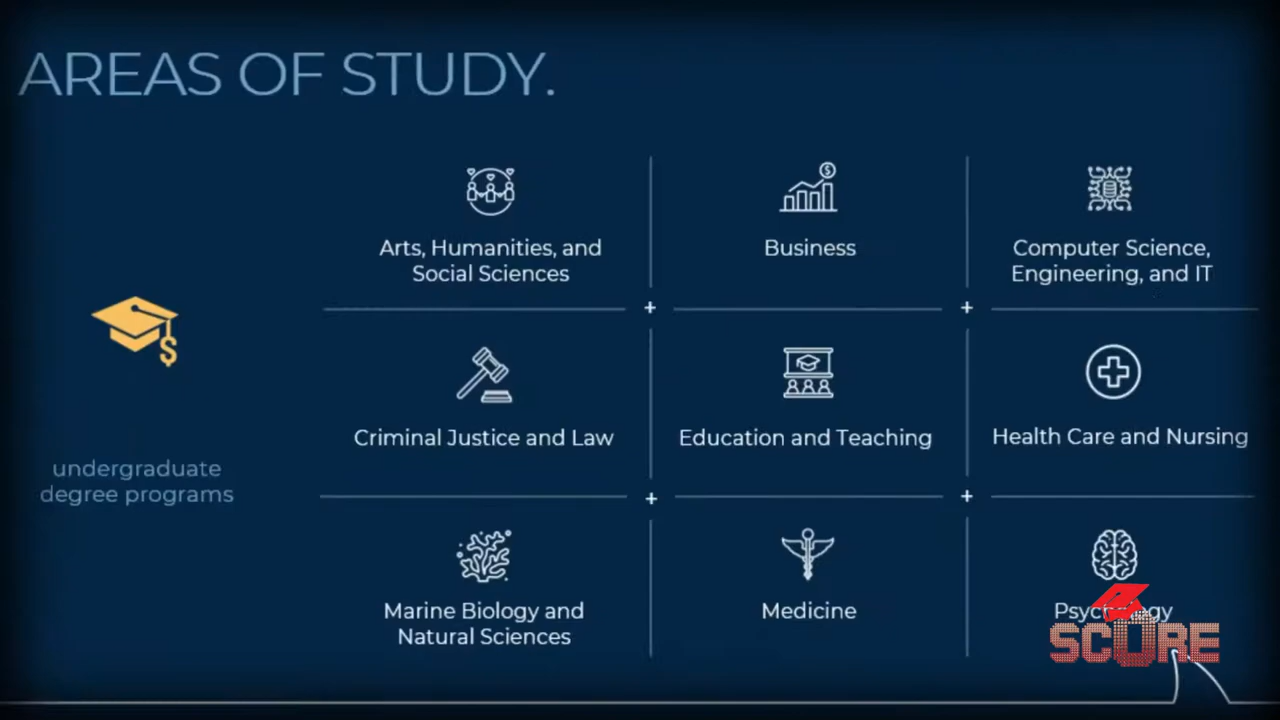 AREAS OF STUDY.
Arts, Humanities, and
Social Sciences
Business
Computer Science,
Engineering, and IT
Criminal Justice and Law
Education and Teaching
Health Care and Nursing
undergraduate
degree programs
Marine Biology and
Natural Sciences
Medicine
Psychology
SCORE